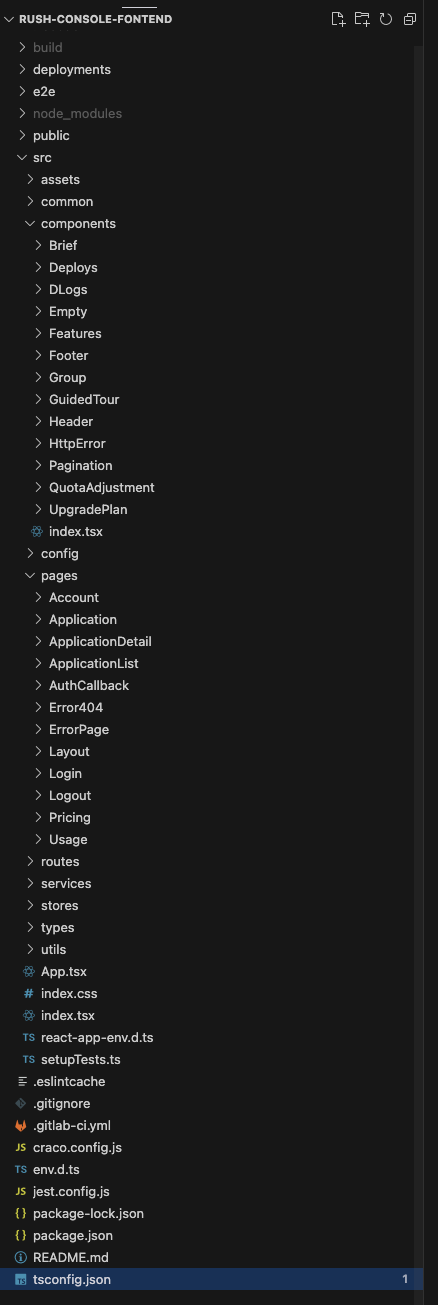 RUSH-CONSOLE-FONTEND
build
deployments
e2e
node_modules
public
src
assets
common
components
Brief
Deploys
DLogs
Empty
Features
Footer
Group
GuidedTour
Header
HttpError
Pagination
QuotaAdjustment
UpgradePlan
index.tsx
config
pages
Account
Application
ApplicationDetail
ApplicationList
AuthCallback
Error404
ErrorPage
Layout
Login
Logout
Pricing
Usage
routes
services
stores
types
utils
App.tsx
# index.css
index.tsx
TS react-app-env.d.ts
TS setupTests.ts
.eslintcache
.gitignore
.gitlab-ci.yml
JS craco.config.js
TS env.d.ts
JS jest.config.js
{} package-lock.json
{} package.json
README.md
TS tsconfig.json 1